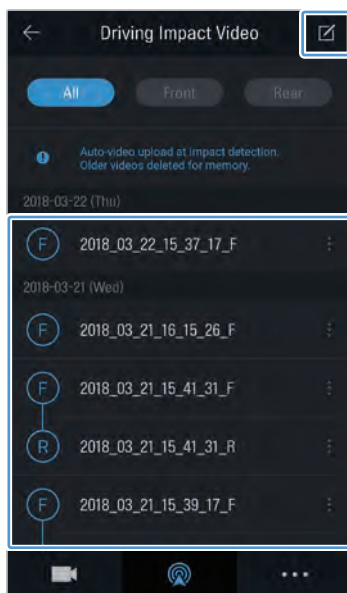 Driving Impact Video
All Front Rear
Auto-video upload at impact detection.
Older videos deleted for memory.
2018-03-22 (Thu)
F 2018_03_22_15_37_17_F
2018-03-21 (Wed)
F 2018_03_21_16_15_26_F
F 2018_03_21_15_41_31_F
R 2018_03_21_15_41_31_R
F 2018_03_21_15_39_17_F